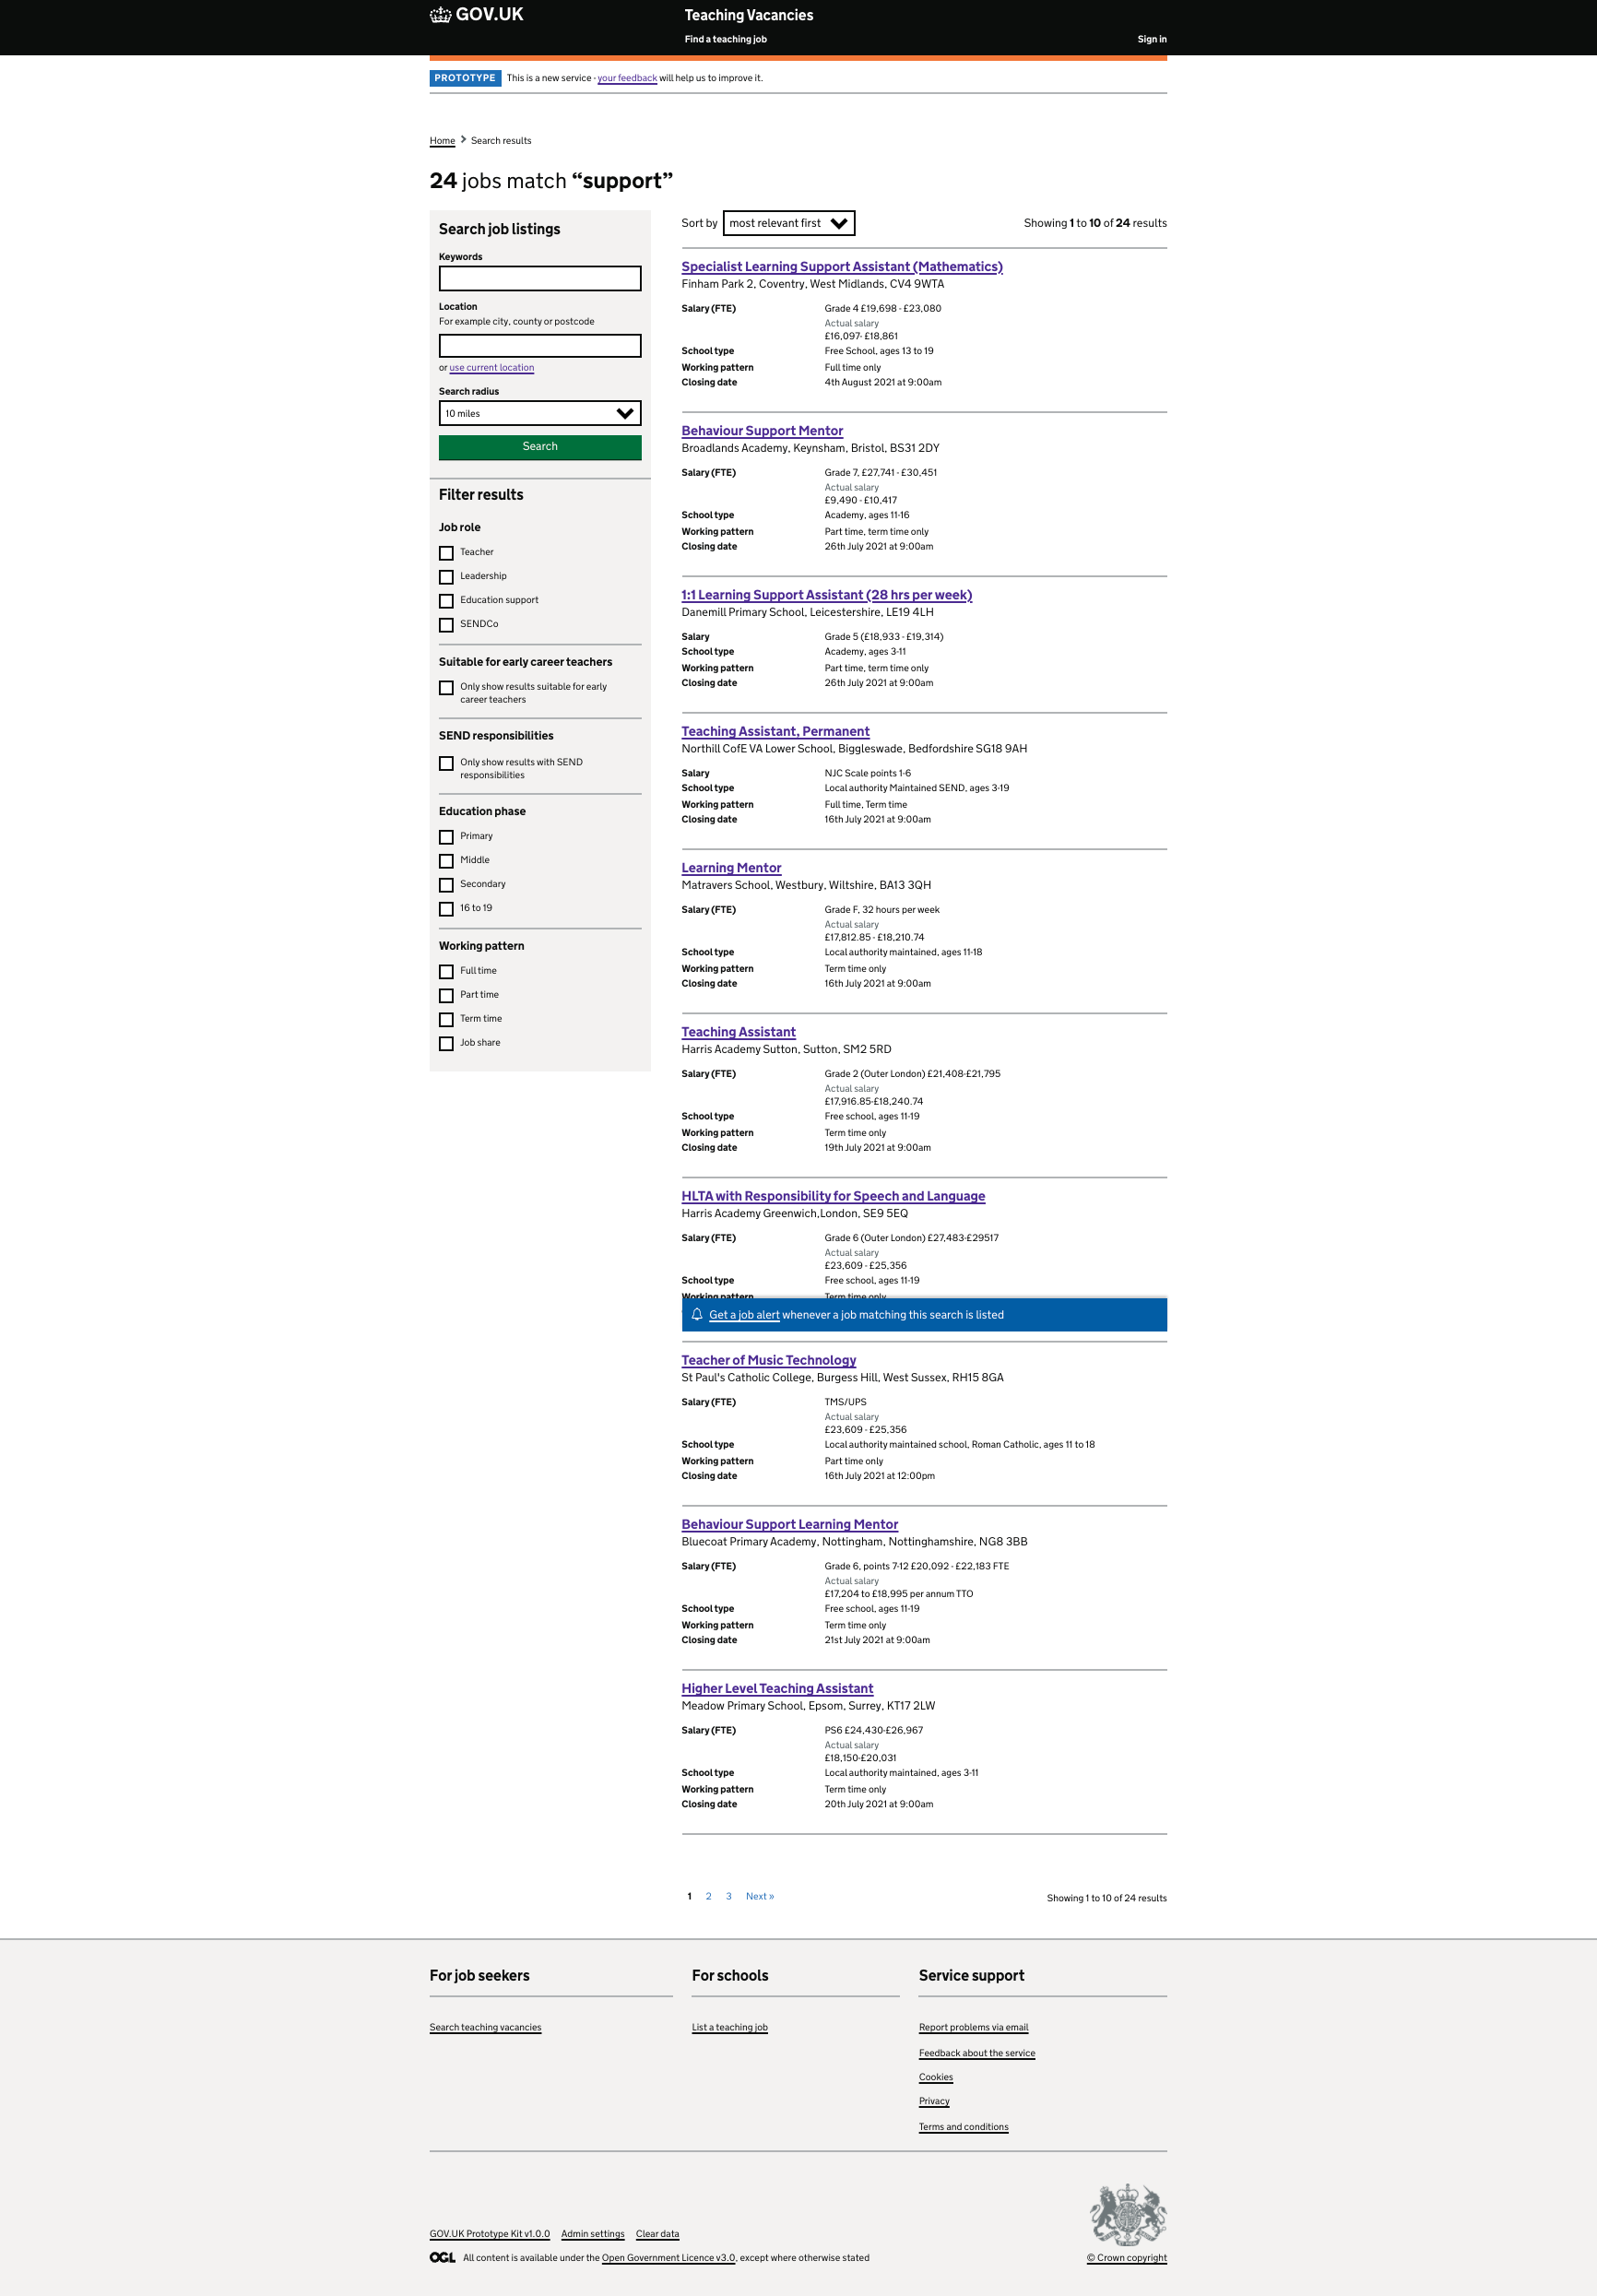 GOV.UK
Teaching Vacancies
Find a teaching job
Sign in
PROTOTYPE This is a new service - your feedback will help us to improve it.
Home Search results
24 jobs match “support”
Search job listings
Keywords
Location
For example city, county or postcode
or use current location
Search radius
10 miles
Search
Filter results
Job role
Teacher
Leadership
Education support
SENDCo
Suitable for early career teachers
Only show results suitable for early
career teachers
SEND responsibilities
Only show results with SEND
responsibilities
Education phase
Primary
Middle
Secondary
16 to 19
Working pattern
Full time
Part time
Term time
Job share
Sort by most relevant first
Showing 1 to 10 of 24 results
Specialist Learning Support Assistant (Mathematics)
Finham Park 2, Coventry, West Midlands, CV4 9WTA
Salary (FTE) Grade 4 £19,698 - £23,080
Actual salary
£16,097- £18,861
School type Free School, ages 13 to 19
Working pattern Full time only
Closing date 4th August 2021 at 9:00am
Behaviour Support Mentor
Broadlands Academy, Keynsham, Bristol, BS31 2DY
Salary (FTE) Grade 7, £27,741 - £30,451
Actual salary
£9,490 - £10,417
School type Academy, ages 11-16
Working pattern Part time, term time only
Closing date 26th July 2021 at 9:00am
1:1 Learning Support Assistant (28 hrs per week)
Danemill Primary School, Leicestershire, LE19 4LH
Salary Grade 5 (£18,933 - £19,314)
School type Academy, ages 3-11
Working pattern Part time, term time only
Closing date 26th July 2021 at 9:00am
Teaching Assistant, Permanent
Northill CofE VA Lower School, Biggleswade, Bedfordshire SG18 9AH
Salary NJC Scale points 1-6
School type Local authority Maintained SEND, ages 3-19
Working pattern Full time, Term time
Closing date 16th July 2021 at 9:00am
Learning Mentor
Matravers School, Westbury, Wiltshire, BA13 3QH
Salary (FTE) Grade F, 32 hours per week
Actual salary
£17,812.85 - £18,210.74
School type Local authority maintained, ages 11-18
Working pattern Term time only
Closing date 16th July 2021 at 9:00am
Teaching Assistant
Harris Academy Sutton, Sutton, SM2 5RD
Salary (FTE) Grade 2 (Outer London) £21,408-£21,795
Actual salary
£17,916.85-£18,240.74
School type Free school, ages 11-19
Working pattern Term time only
Closing date 19th July 2021 at 9:00am
HLTA with Responsibility for Speech and Language
Harris Academy Greenwich,London, SE9 5EQ
Salary (FTE) Grade 6 (Outer London) £27,483-£29517
Actual salary
£23,609 - £25,356
School type Free school, ages 11-19
Working pattern Term time only
Get a job alert whenever a job matching this search is listed
Teacher of Music Technology
St Paul's Catholic College, Burgess Hill, West Sussex, RH15 8GA
Salary (FTE) TMS/UPS
Actual salary
£23,609 - £25,356
School type Local authority maintained school, Roman Catholic, ages 11 to 18
Working pattern Part time only
Closing date 16th July 2021 at 12:00pm
Behaviour Support Learning Mentor
Bluecoat Primary Academy, Nottingham, Nottinghamshire, NG8 3BB
Salary (FTE) Grade 6, points 7-12 £20,092 - £22,183 FTE
Actual salary
£17,204 to £18,995 per annum TTO
School type Free school, ages 11-19
Working pattern Term time only
Closing date 21st July 2021 at 9:00am
Higher Level Teaching Assistant
Meadow Primary School, Epsom, Surrey, KT17 2LW
Salary (FTE) PS6 £24,430-£26,967
Actual salary
£18,150-£20,031
School type Local authority maintained, ages 3-11
Working pattern Term time only
Closing date 20th July 2021 at 9:00am
1 2 3 Next »
Showing 1 to 10 of 24 results
For job seekers
Search teaching vacancies
For schools
List a teaching job
Service support
Report problems via email
Feedback about the service
Cookies
Privacy
Terms and conditions
GOV.UK Prototype Kit v1.0.0 Admin settings Clear data
OGL All content is available under the Open Government Licence v3.0, except where otherwise stated
© Crown copyright